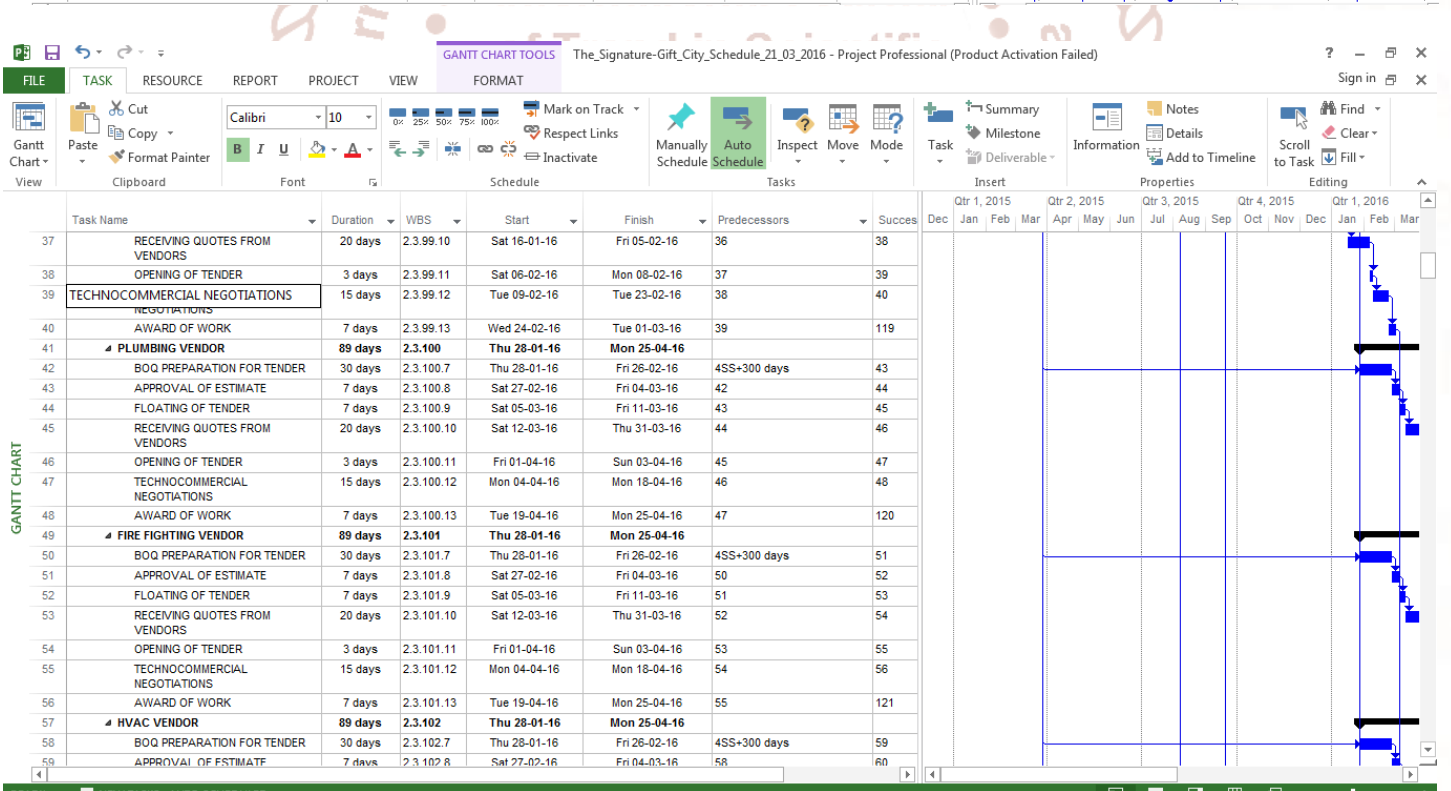 GANTT CHART TOOLS The_Signature-Gift_City_Schedule_21_03_2016 - Project Professional (Product Activation Failed) ?
FILE TASK RESOURCE REPORT PROJECT VIEW FORMAT Sign in
Gantt Chart
Paste
Cut
Copy
Format Painter
Calibri 10
B I U A
0% 25% 50% 75% 100%
Mark on Track
Respect Links
Inactivate
Manually Schedule
Auto Schedule
Inspect Move Mode
Task
Summary
Milestone
Deliverable
Information
Notes
Details
Add to Timeline
Scroll to Task
Find
Clear
Fill
View Clipboard Font Schedule Tasks Insert Properties Editing
Qtr 1, 2015 Qtr 2, 2015 Qtr 3, 2015 Qtr 4, 2015 Qtr 1, 2016
Task Name Duration WBS Start Finish Predecessors Succes Dec Jan Feb Mar Apr May Jun Jul Aug Sep Oct Nov Dec Jan Feb Mar
37 RECEIVING QUOTES FROM VENDORS 20 days 2.3.99.10 Sat 16-01-16 Fri 05-02-16 36 38
38 OPENING OF TENDER 3 days 2.3.99.11 Sat 06-02-16 Mon 08-02-16 37 39
39 TECHNOCOMMERCIAL NEGOTIATIONS 15 days 2.3.99.12 Tue 09-02-16 Tue 23-02-16 38 40
NEGOTIATIONS
40 AWARD OF WORK 7 days 2.3.99.13 Wed 24-02-16 Tue 01-03-16 39 119
41 PLUMBING VENDOR 89 days 2.3.100 Thu 28-01-16 Mon 25-04-16
42 BOQ PREPARATION FOR TENDER 30 days 2.3.100.7 Thu 28-01-16 Fri 26-02-16 4SS+300 days 43
43 APPROVAL OF ESTIMATE 7 days 2.3.100.8 Sat 27-02-16 Fri 04-03-16 42 44
44 FLOATING OF TENDER 7 days 2.3.100.9 Sat 05-03-16 Fri 11-03-16 43 45
45 RECEIVING QUOTES FROM VENDORS 20 days 2.3.100.10 Sat 12-03-16 Thu 31-03-16 44 46
46 OPENING OF TENDER 3 days 2.3.100.11 Fri 01-04-16 Sun 03-04-16 45 47
47 TECHNOCOMMERCIAL NEGOTIATIONS 15 days 2.3.100.12 Mon 04-04-16 Mon 18-04-16 46 48
48 AWARD OF WORK 7 days 2.3.100.13 Tue 19-04-16 Mon 25-04-16 47 120
49 FIRE FIGHTING VENDOR 89 days 2.3.101 Thu 28-01-16 Mon 25-04-16
50 BOQ PREPARATION FOR TENDER 30 days 2.3.101.7 Thu 28-01-16 Fri 26-02-16 4SS+300 days 51
51 APPROVAL OF ESTIMATE 7 days 2.3.101.8 Sat 27-02-16 Fri 04-03-16 50 52
52 FLOATING OF TENDER 7 days 2.3.101.9 Sat 05-03-16 Fri 11-03-16 51 53
53 RECEIVING QUOTES FROM VENDORS 20 days 2.3.101.10 Sat 12-03-16 Thu 31-03-16 52 54
54 OPENING OF TENDER 3 days 2.3.101.11 Fri 01-04-16 Sun 03-04-16 53 55
55 TECHNOCOMMERCIAL NEGOTIATIONS 15 days 2.3.101.12 Mon 04-04-16 Mon 18-04-16 54 56
56 AWARD OF WORK 7 days 2.3.101.13 Tue 19-04-16 Mon 25-04-16 55 121
57 HVAC VENDOR 89 days 2.3.102 Thu 28-01-16 Mon 25-04-16
58 BOQ PREPARATION FOR TENDER 30 days 2.3.102.7 Thu 28-01-16 Fri 26-02-16 4SS+300 days 59
59 APPROVAL OF ESTIMATE 7 days 2.3.102.8 Sat 27-02-16 Fri 04-03-16 58 60
GANTT CHART